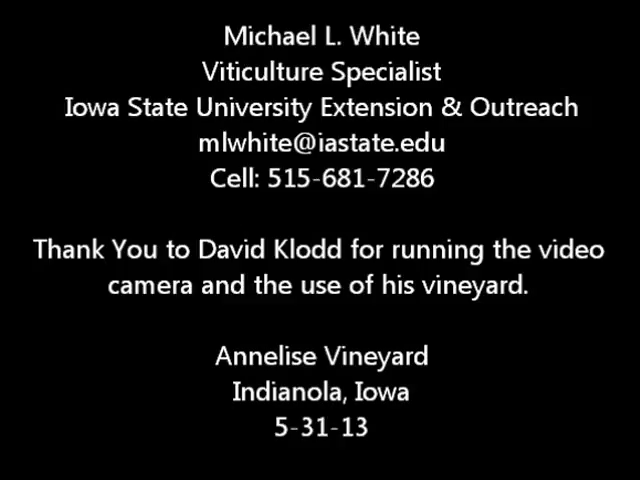 Michael L. White
Viticulture Specialist
Iowa State University Extension & Outreach
mlwhite@iastate.edu
Cell: 515-681-7286
Thank You to David Klodd for running the video
camera and the use of his vineyard.
Annelise Vineyard
Indianola, Iowa
5-31-13